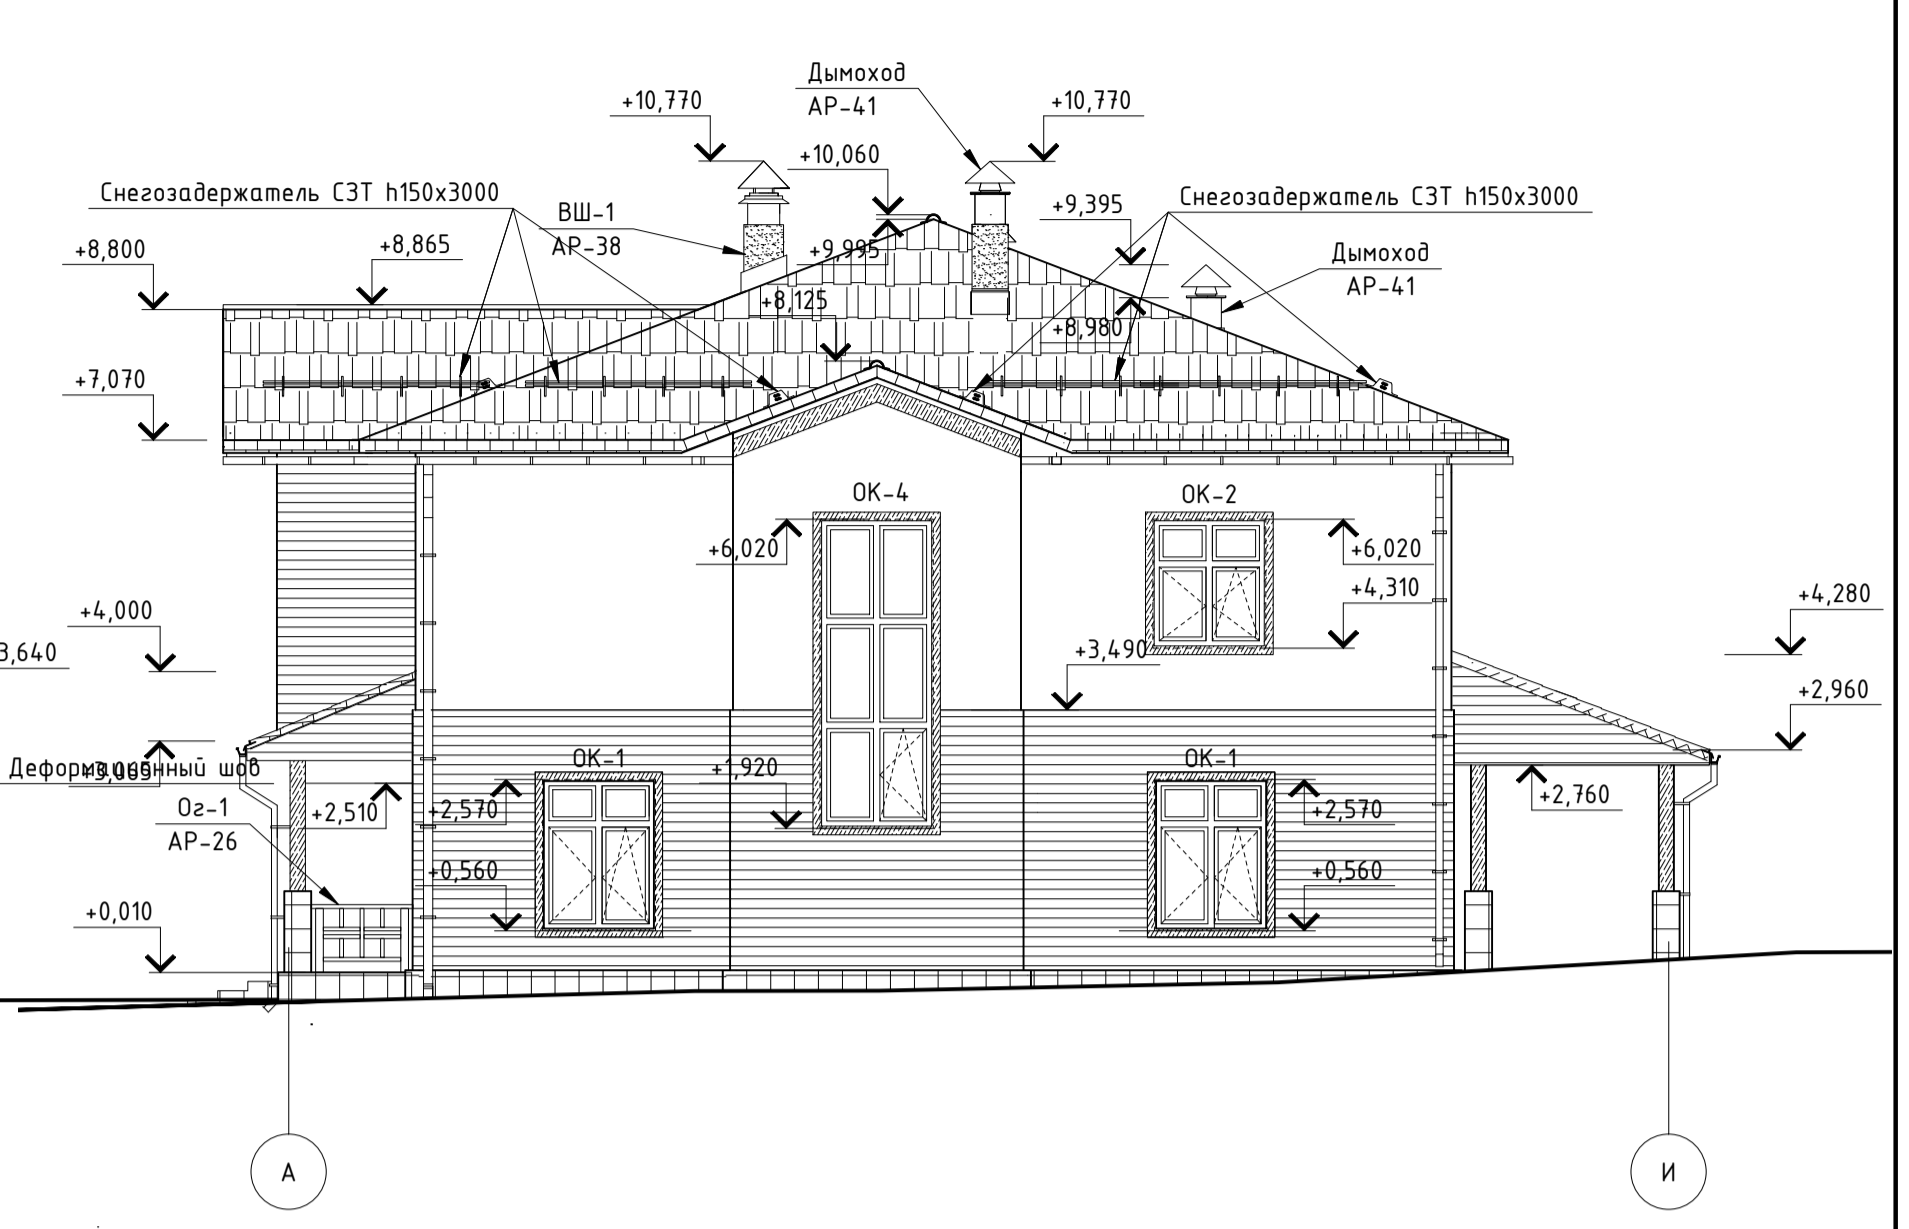 Дымоход
АР-41
+10,770
+10,770
+10,060
Снегозадержатель СЗТ h150x3000
ВШ-1
АР-38
+9,395
Снегозадержатель СЗТ h150x3000
+8,800
+8,865
+9,995
Дымоход
АР-41
+8,125
+8,980
+7,070
ОК-4
ОК-2
+6,020
+6,020
+4,310
+4,280
+4,000
3,640
+3,490
+2,960
ОК-1
ОК-1
Деформационный шов
+3,065
+1,920
+2,760
Ог-1
АР-26
+2,510
+2,570
+2,570
+0,560
+0,560
+0,010
А
И